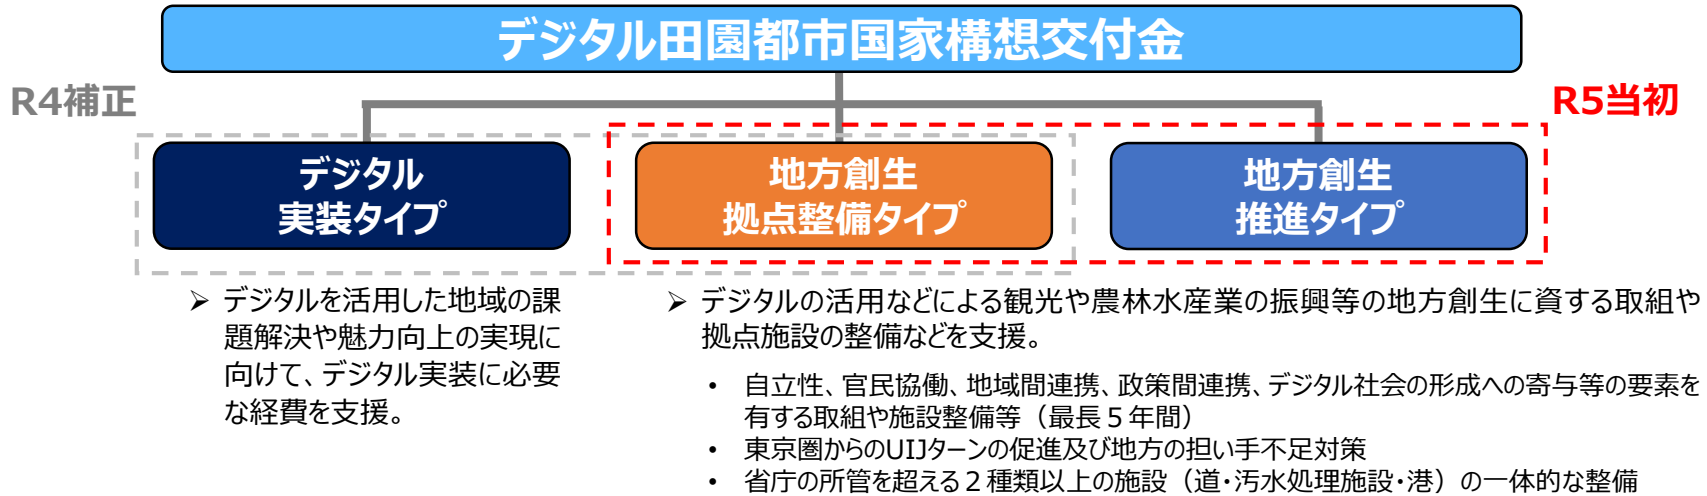 デジタル田園都市国家構想交付金
R4補正
R5当初
デジタル
実装タイプ
地方創生
拠点整備タイプ
地方創生
推進タイプ
➢ デジタルを活用した地域の課
題解決や魅力向上の実現に
向けて、デジタル実装に必要
な経費を支援。
➢ デジタルの活用などによる観光や農林水産業の振興等の地方創生に資する取組や
拠点施設の整備などを支援。
• 自立性、官民協働、地域間連携、政策間連携、デジタル社会の形成への寄与等の要素を
有する取組や施設整備等（最長５年間）
• 東京圏からのUIJターンの促進及び地方の担い手不足対策
• 省庁の所管を超える２種類以上の施設（道・汚水処理施設・港）の一体的な整備